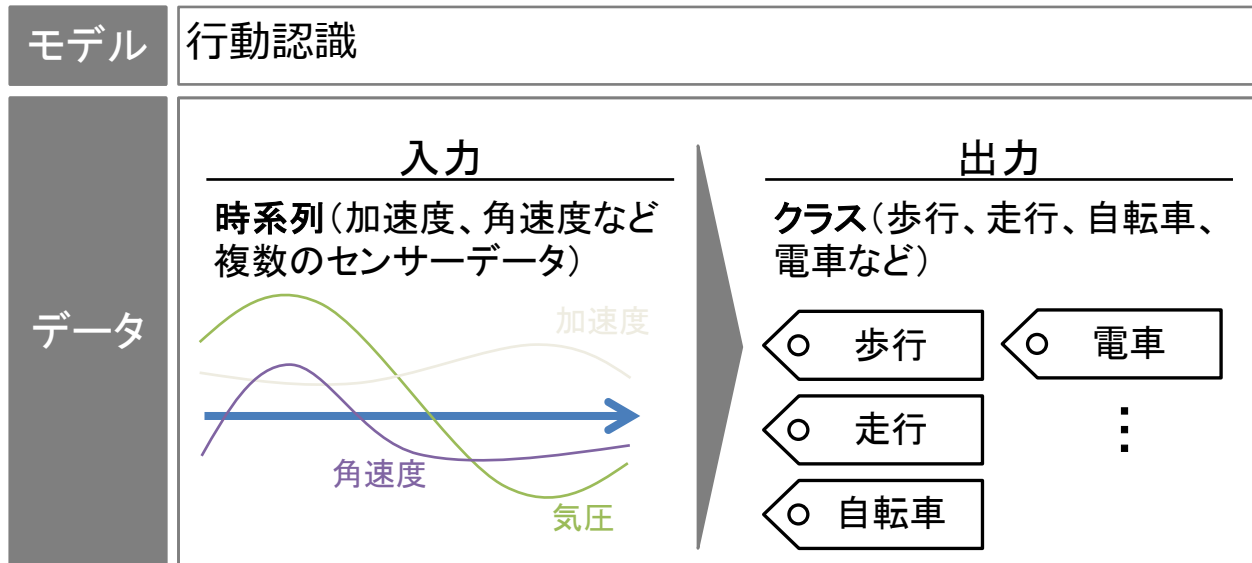 モデル
行動認識
データ
入力
時系列（加速度、角速度など
複数のセンサーデータ）
加速度
角速度
気圧
出力
クラス（歩行、走行、自転車、
電車など）
歩行
電車
走行
⋮
自転車